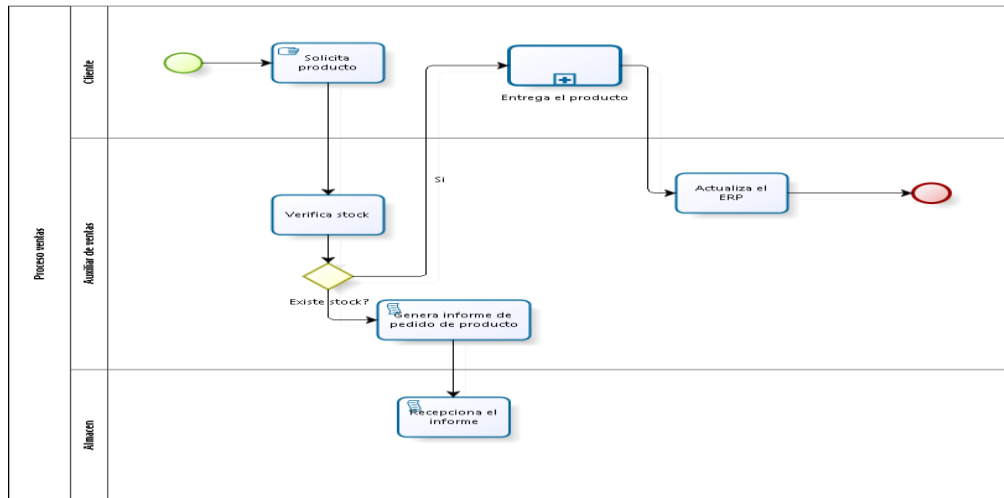 Proceso ventas
Cliente
Solicita
producto
Entrega el producto
Auxiliar de ventas
Si
Actualiza el
ERP
Verifica stock
Existe stock?
Genera informe de
pedido de producto
Almacen
Recepciona el
informe